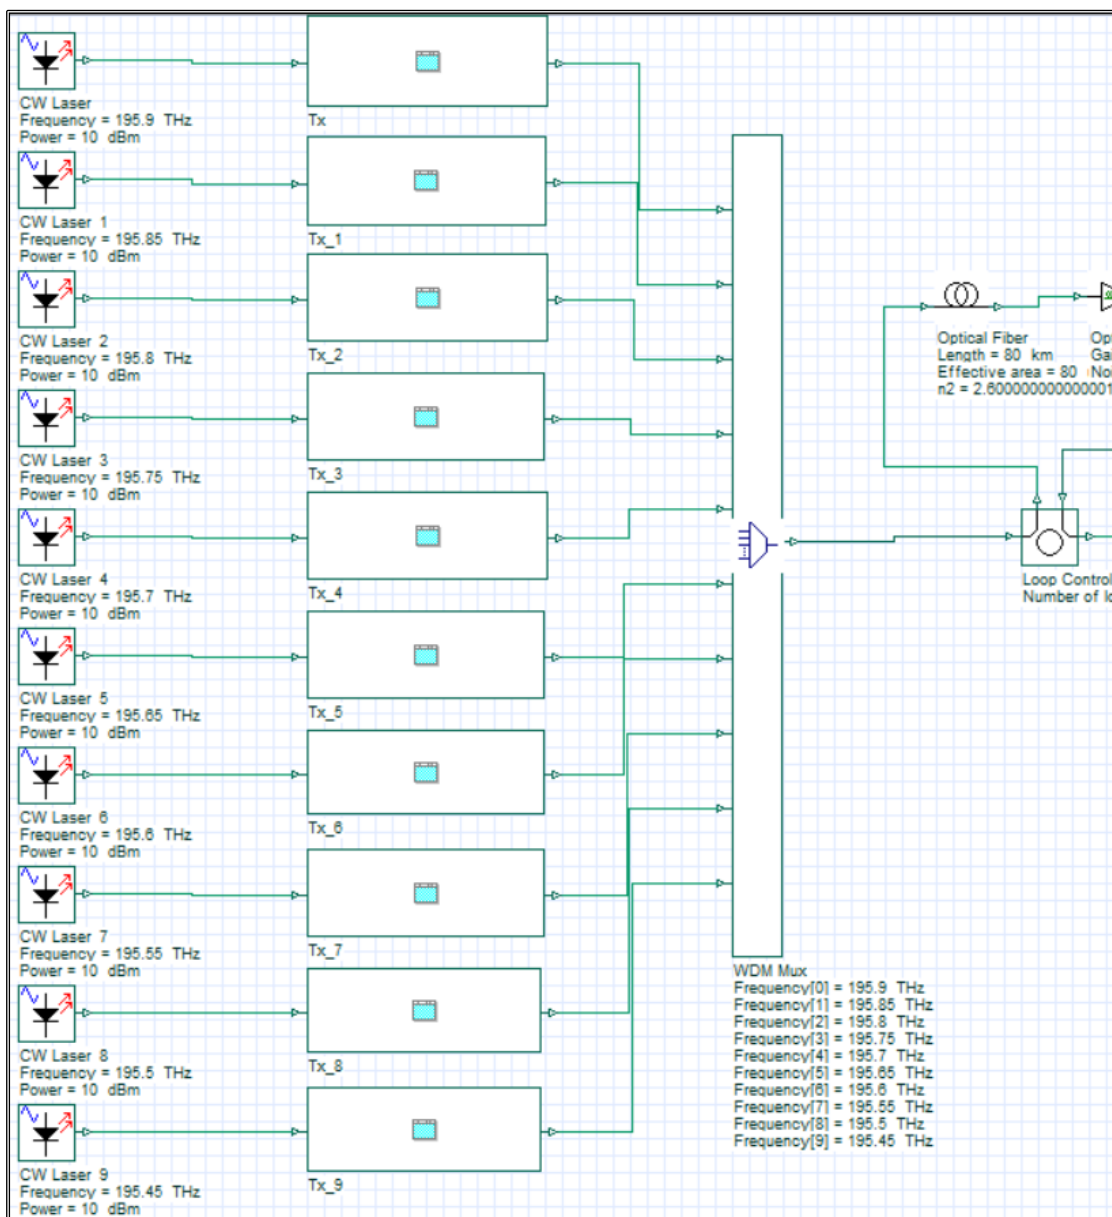 CW Laser
Frequency = 195.9 THz
Power = 10 dBm
Tx
CW Laser 1
Frequency = 195.85 THz
Power = 10 dBm
Tx_1
CW Laser 2
Frequency = 195.8 THz
Power = 10 dBm
Tx_2
CW Laser 3
Frequency = 195.75 THz
Power = 10 dBm
Tx_3
CW Laser 4
Frequency = 195.7 THz
Power = 10 dBm
Tx_4
CW Laser 5
Frequency = 195.65 THz
Power = 10 dBm
Tx_5
CW Laser 6
Frequency = 195.6 THz
Power = 10 dBm
Tx_6
CW Laser 7
Frequency = 195.55 THz
Power = 10 dBm
Tx_7
CW Laser 8
Frequency = 195.5 THz
Power = 10 dBm
Tx_8
CW Laser 9
Frequency = 195.45 THz
Power = 10 dBm
Tx_9
WDM Mux
Frequency[0] = 195.9 THz
Frequency[1] = 195.85 THz
Frequency[2] = 195.8 THz
Frequency[3] = 195.75 THz
Frequency[4] = 195.7 THz
Frequency[5] = 195.65 THz
Frequency[6] = 195.6 THz
Frequency[7] = 195.55 THz
Frequency[8] = 195.5 THz
Frequency[9] = 195.45 THz
Optical Fiber
Length = 80 km
Effective area = 80
n2 = 2.600000000000001
Loop Control
Number of